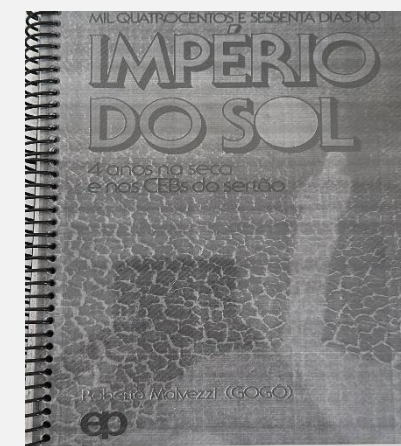 MIL QUATROCENTOS E SESSENTA DIAS NO
IMPÉRIO
DO SOL
4 anos na seca
e nas CEBs do sertão
Roberto Malvezzi (GOGÓ)
ep